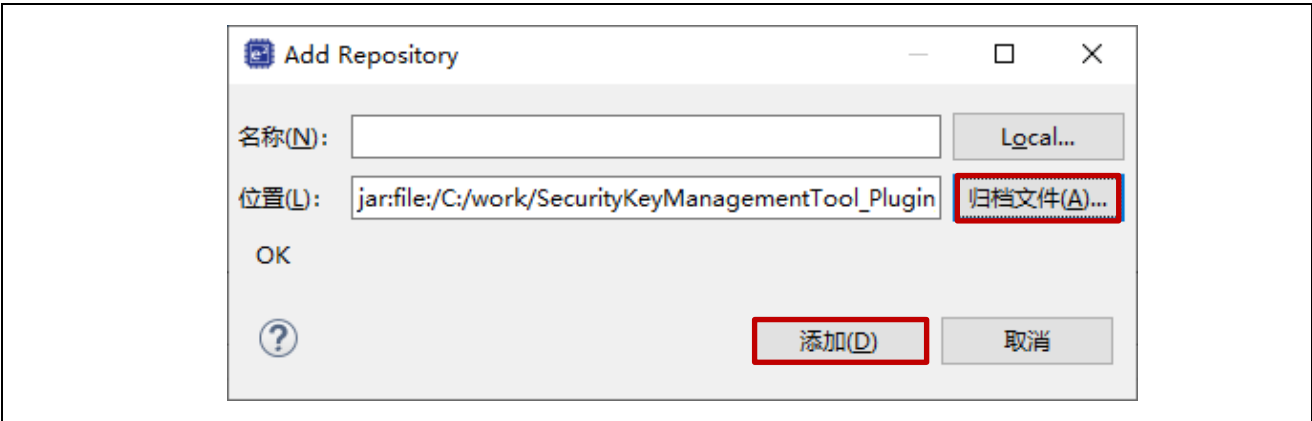 Add Repository
名称(N):
Local...
位置(L):
jar:file:/C:/work/SecurityKeyManagementTool_Plugin
归档文件(A)...
OK
添加(D)
取消